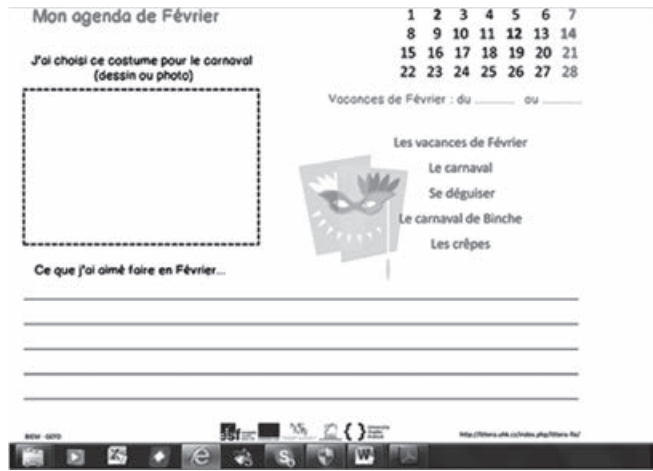 Mon agenda de Février
1 2 3 4 5 6 7
8 9 10 11 12 13 14
15 16 17 18 19 20 21
22 23 24 25 26 27 28
J'ai choisi ce costume pour le carnaval
(dessin ou photo)
Vacances de Février : du ........... au ...........
Les vacances de Février
Le carnaval
Se déguiser
Le carnaval de Binche
Les crêpes
Ce que j'ai aimé faire en Février...
esf